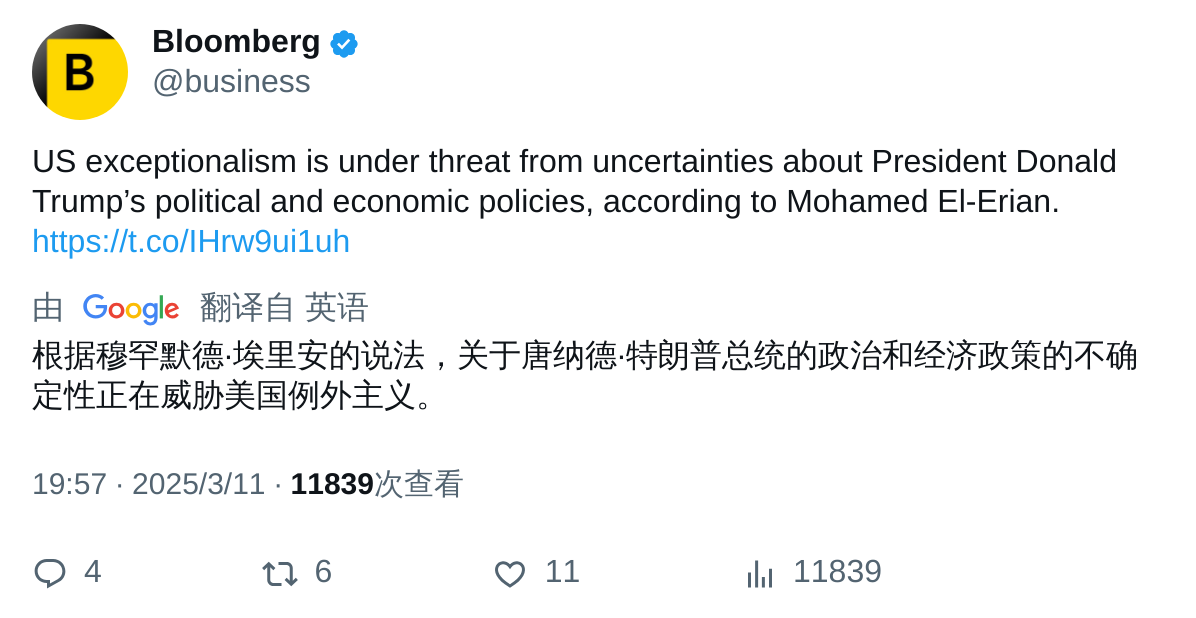 B
Bloomberg
@business
US exceptionalism is under threat from uncertainties about President Donald
Trump’s political and economic policies, according to Mohamed El-Erian.
https://t.co/IHrw9ui1uh
由 Google 翻译自 英语
根据穆罕默德·埃里安的说法，关于唐纳德·特朗普总统的政治和经济政策的不确
定性正在威胁美国例外主义。
19:57 · 2025/3/11 · 11839次查看
4 6 11 11839